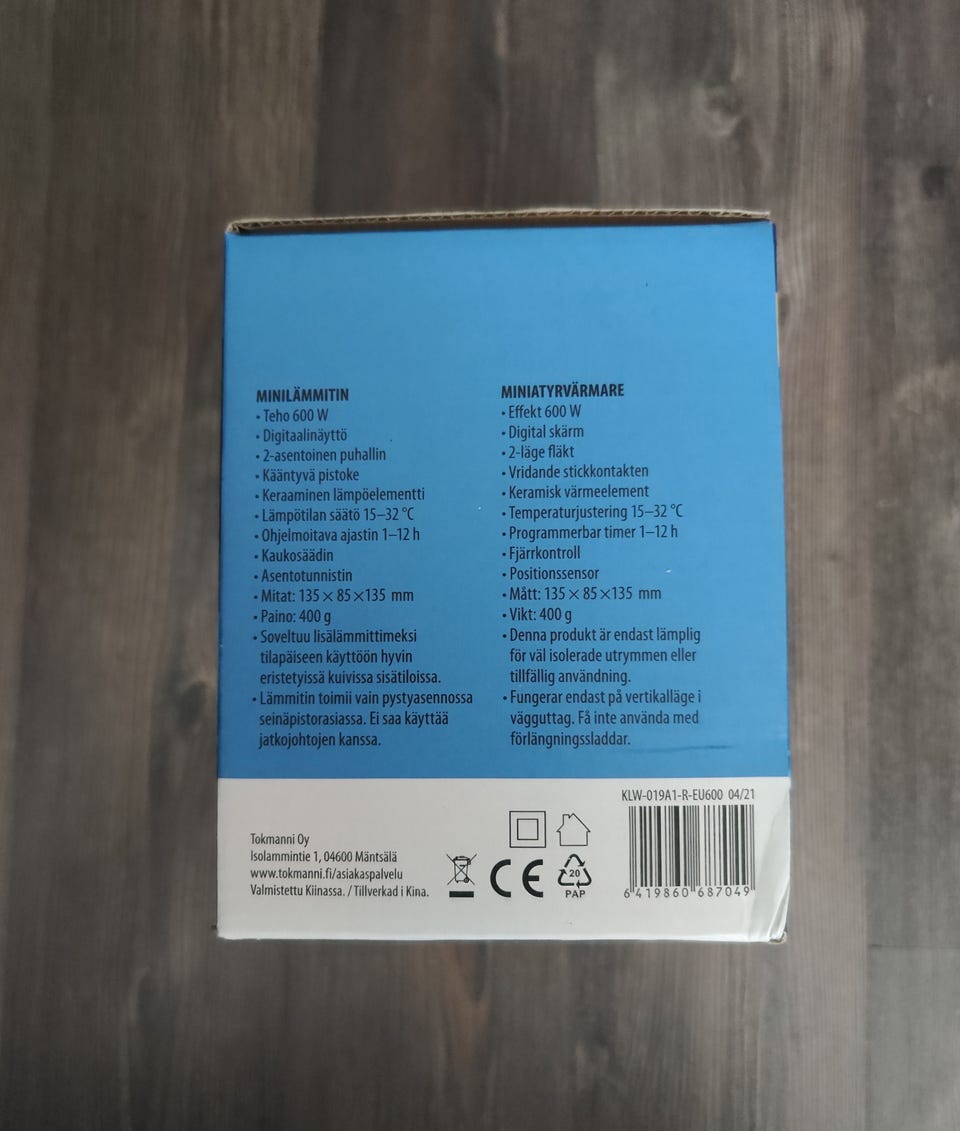 MINILÄMMITIN
• Teho 600 W
• Digitaalinäyttö
• 2-asentoinen puhallin
• Kääntyvä pistoke
• Keraaminen lämpöelementti
• Lämpötilan säätö 15–32 °C
• Ohjelmoitava ajastin 1–12 h
• Kaukosäädin
• Asentotunnistin
• Mitat: 135 × 85 ×135 mm
• Paino: 400 g
• Soveltuu lisälämmittimeksi
tilapäiseen käyttöön hyvin
eristetyissä kuivissa sisätiloissa.
• Lämmitin toimii vain pystyasennossa
seinäpistorasiassa. Ei saa käyttää
jatkojohtojen kanssa.
MINIATYRVÄRMARE
• Effekt 600 W
• Digital skärm
• 2-läge fläkt
• Vridande stickkontakten
• Keramisk värmeelement
• Temperaturjustering 15–32 °C
• Programmerbar timer 1–12 h
• Fjärrkontroll
• Positionssensor
• Mått: 135 × 85 ×135 mm
• Vikt: 400 g
• Denna produkt är endast lämplig
för väl isolerade utrymmen eller
tillfällig användning.
• Fungerar endast på vertikalläge i
vägguttag. Få inte använda med
förlängningssladdar.
Tokmanni Oy
Isolammintie 1, 04600 Mäntsälä
www.tokmanni.fi/asiakaspalvelu
Valmistettu Kiinassa. / Tillverkad i Kina.
CE
20
PAP
KLW-019A1-R-EU600 04/21
6 419860 687049